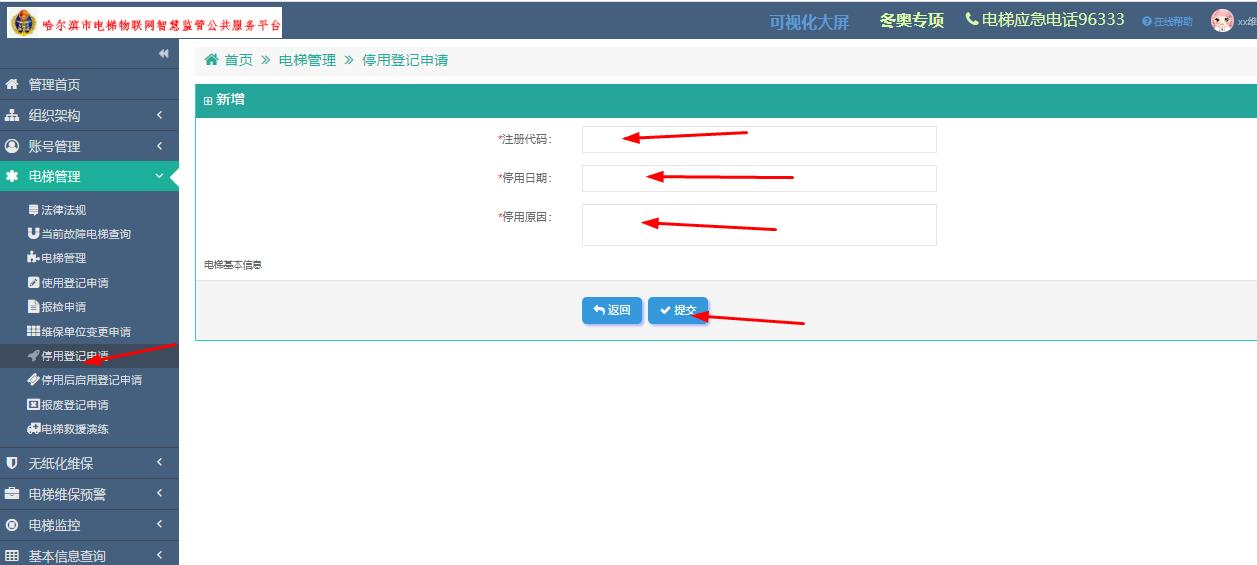 哈尔滨市电梯物联网智慧监管公共服务平台
可视化大屏
冬奥专项
电梯应急电话96333
在线帮助
首页
电梯管理
停用登记申请
管理首页
组织架构
账号管理
电梯管理
法律法规
当前故障电梯查询
电梯管理
使用登记申请
报检申请
维保单位变更申请
停用登记申请
停用后启用登记申请
报废登记申请
电梯救援演练
无纸化维保
电梯维保预警
电梯监控
基本信息查询
新增
*注册代码:
*停用日期:
*停用原因:
电梯基本信息
返回
提交